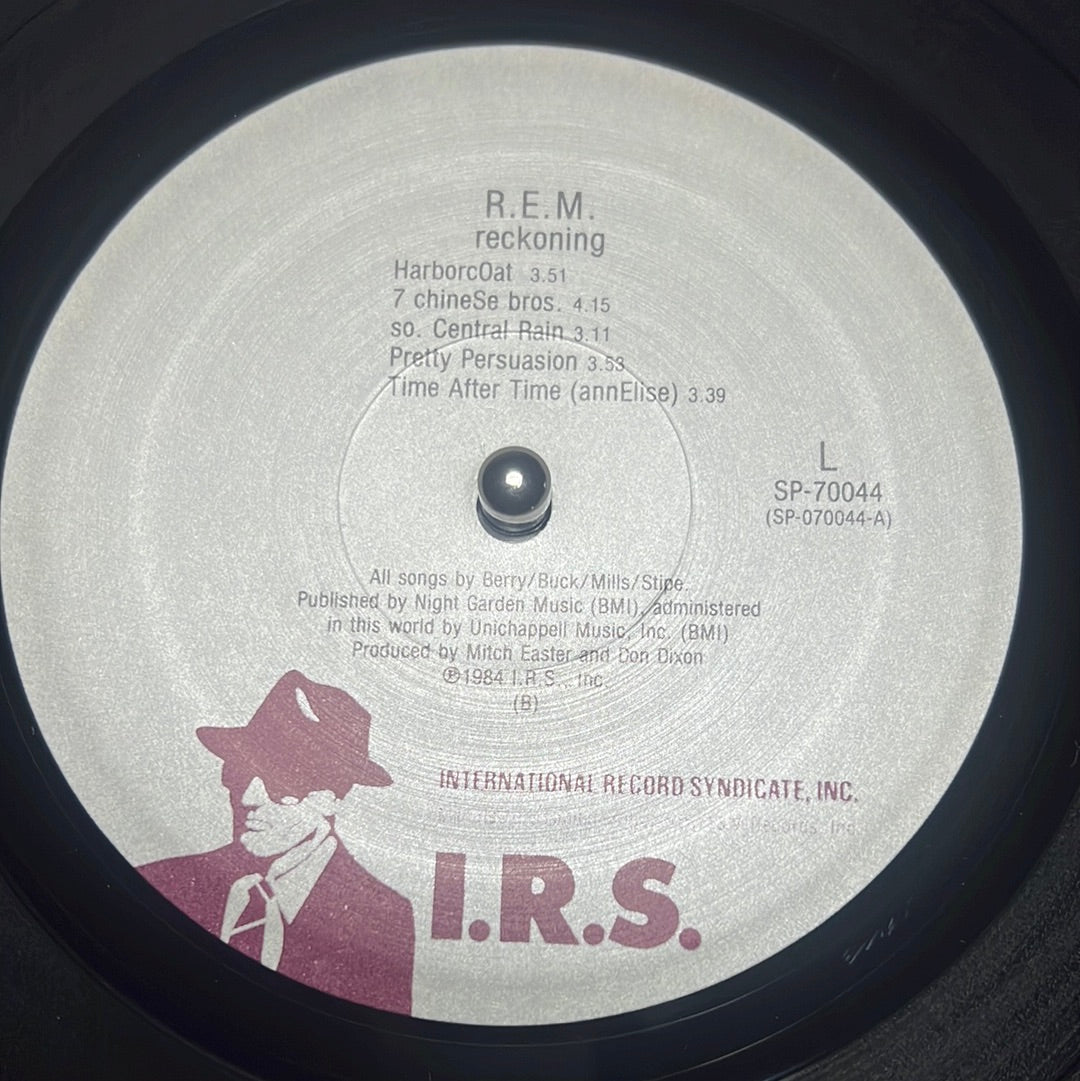 R.E.M.
reckoning
HarborcOat 3.51
7 chineSe bros. 4.15
so. Central Rain 3.11
Pretty Persuasion 3.53
Time After Time (annElise) 3.39
L
SP-70044
(SP-070044-A)
All songs by Berry/Buck/Mills/Stipe.
Published by Night Garden Music (BMI), administered
in this world by Unichappell Music, Inc. (BMI)
Produced by Mitch Easter and Don Dixon
℗1984 I.R.S., Inc.
(B)
INTERNATIONAL RECORD SYNDICATE, INC.
Records, Inc.
I.R.S.